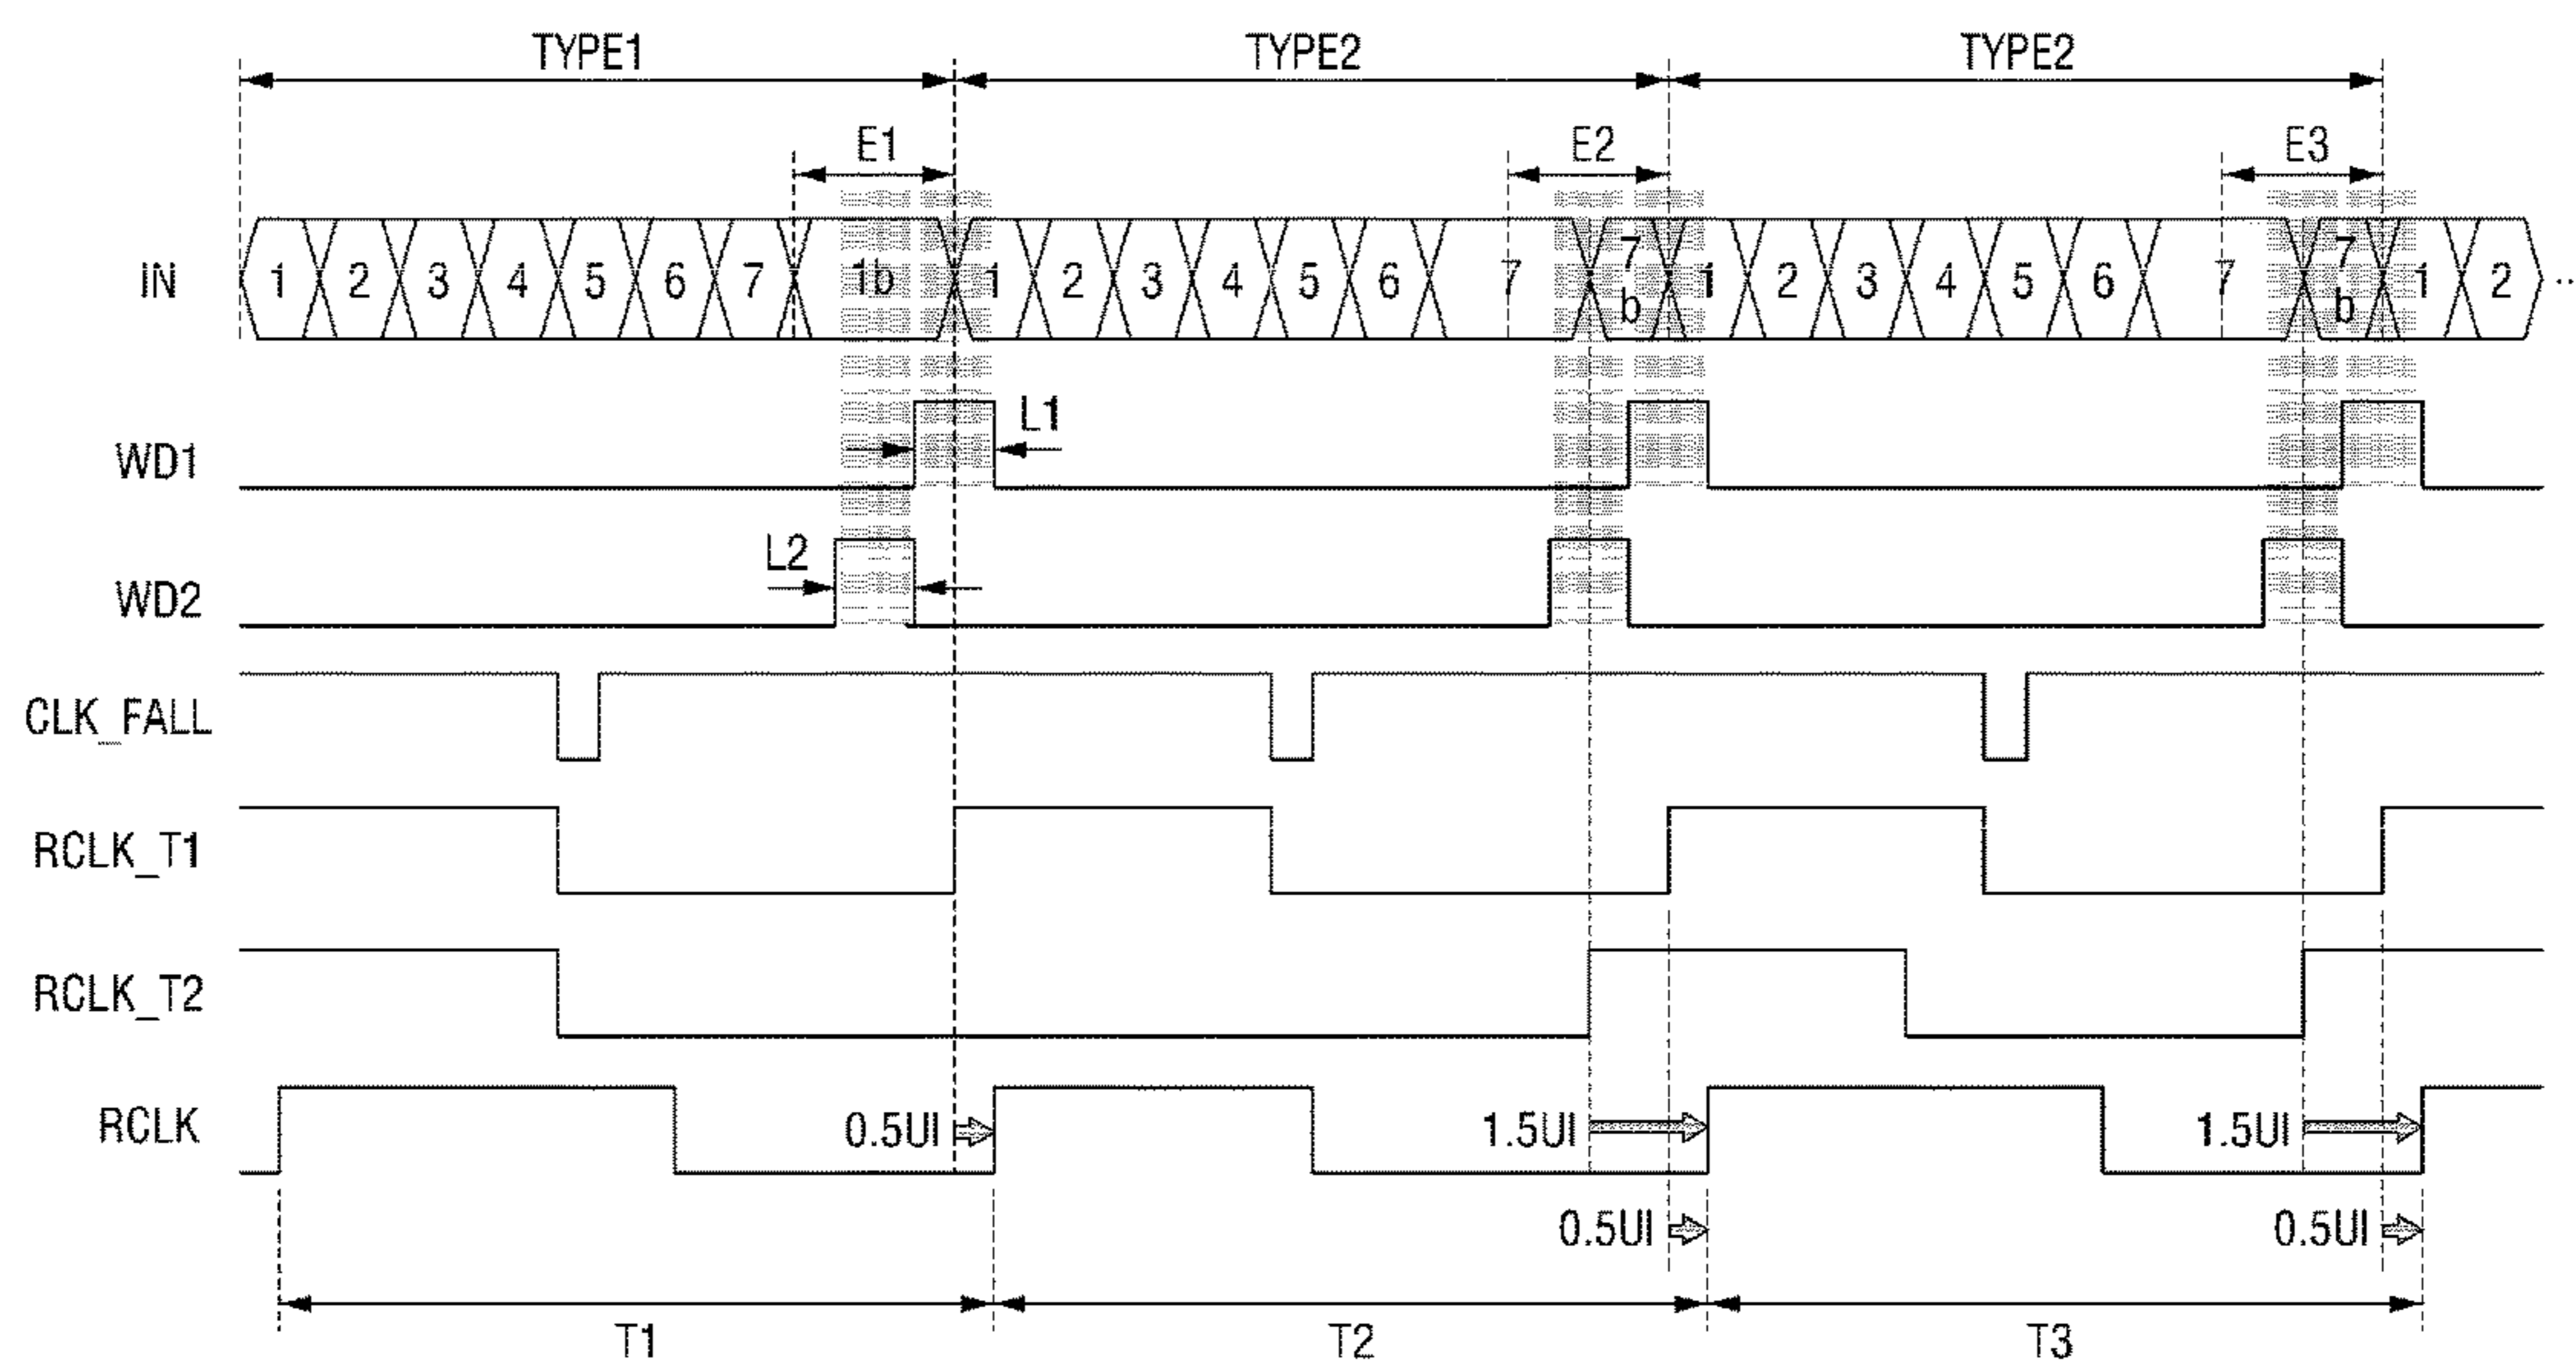 TYPE1 TYPE2 TYPE2
E1 E2 E3
IN 1 2 3 4 5 6 7 1b 1 2 3 4 5 6 7 7b 1 2 3 4 5 6 7 7b 1 2 ..
WD1 L1
WD2 L2
CLK_FALL
RCLK_T1
RCLK_T2
RCLK 0.5UI 1.5UI 1.5UI
0.5UI 0.5UI
T1 T2 T3